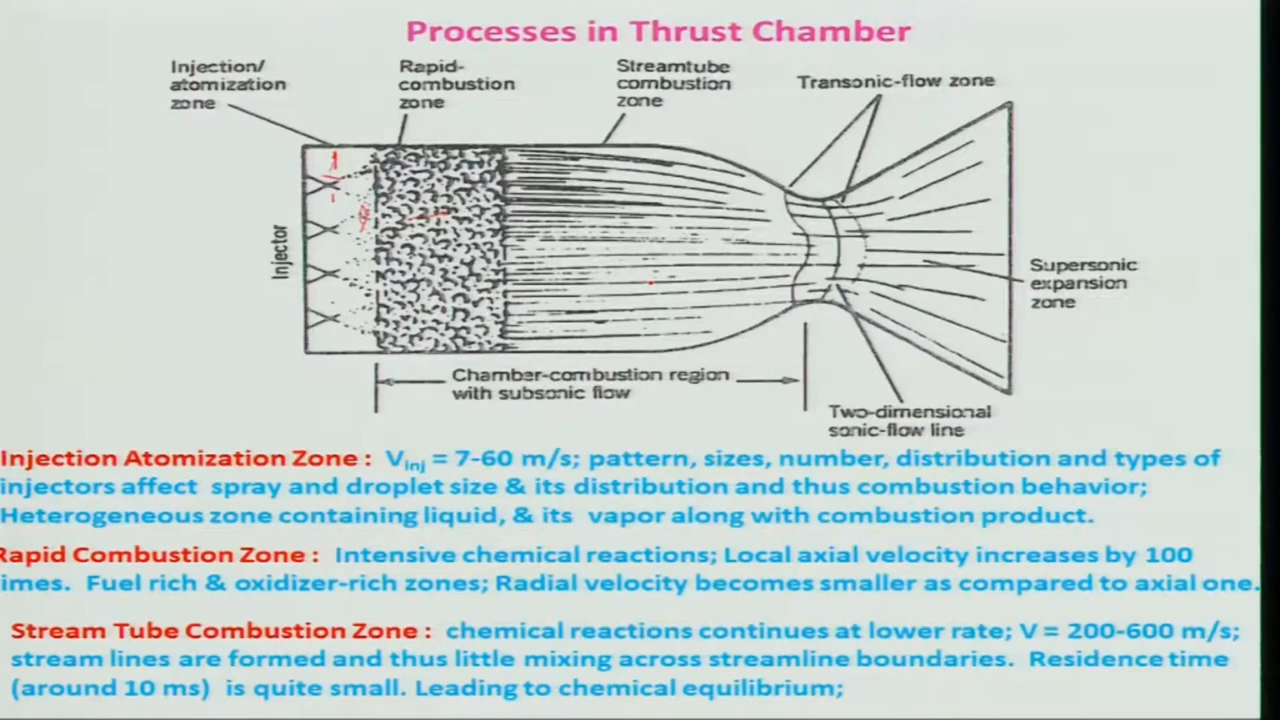 Processes in Thrust Chamber
Injection/
atomization
zone
Rapid-
combustion
zone
Streamtube
combustion
zone
Transonic-flow zone
Injector
Supersonic
expansion
zone
Chamber-combustion region
with subsonic flow
Two-dimensional
sonic-flow line
Injection Atomization Zone : Vinj = 7-60 m/s; pattern, sizes, number, distribution and types of
injectors affect spray and droplet size & its distribution and thus combustion behavior;
Heterogeneous zone containing liquid, & its vapor along with combustion product.
Rapid Combustion Zone : Intensive chemical reactions; Local axial velocity increases by 100
imes. Fuel rich & oxidizer-rich zones; Radial velocity becomes smaller as compared to axial one.
Stream Tube Combustion Zone : chemical reactions continues at lower rate; V = 200-600 m/s;
stream lines are formed and thus little mixing across streamline boundaries. Residence time
(around 10 ms) is quite small. Leading to chemical equilibrium;